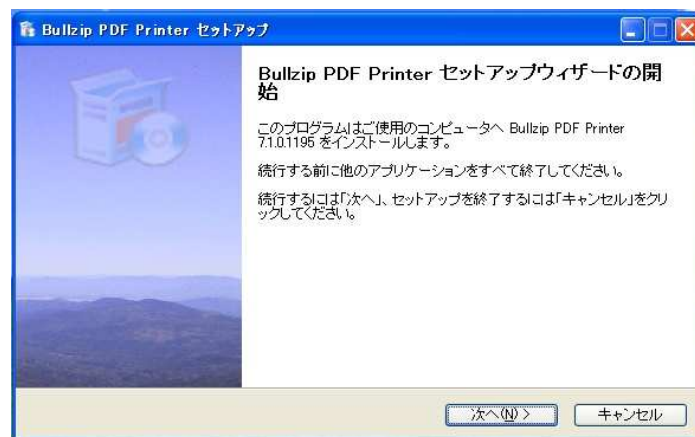 Bullzip PDF Printer セットアップ
Bullzip PDF Printer セットアップウィザードの開
始
このプログラムはご使用のコンピュータへ Bullzip PDF Printer
7.1.0.1195 をインストールします。
続行する前に他のアプリケーションをすべて終了してください。
続行するには「次へ」、セットアップを終了するには「キャンセル」をクリ
ックしてください。
次へ(N) >
キャンセル